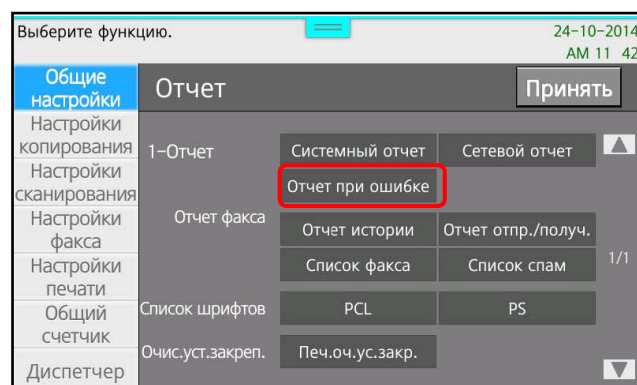 Выберите функцию.
24-10-2014
AM 11 42
Общие
настройки
Отчет
Принять
Настройки
копирования
1-Отчет
Системный отчет
Сетевой отчет
Настройки
сканирования
Отчет при ошибке
Настройки
факса
Отчет факса
Отчет истории
Отчет отпр./получ.
Настройки
печати
Список факса
Список спам
1/1
Общий
счетчик
Список шрифтов
PCL
PS
Диспетчер
Очис.уст.закреп.
Печ.оч.ус.закр.